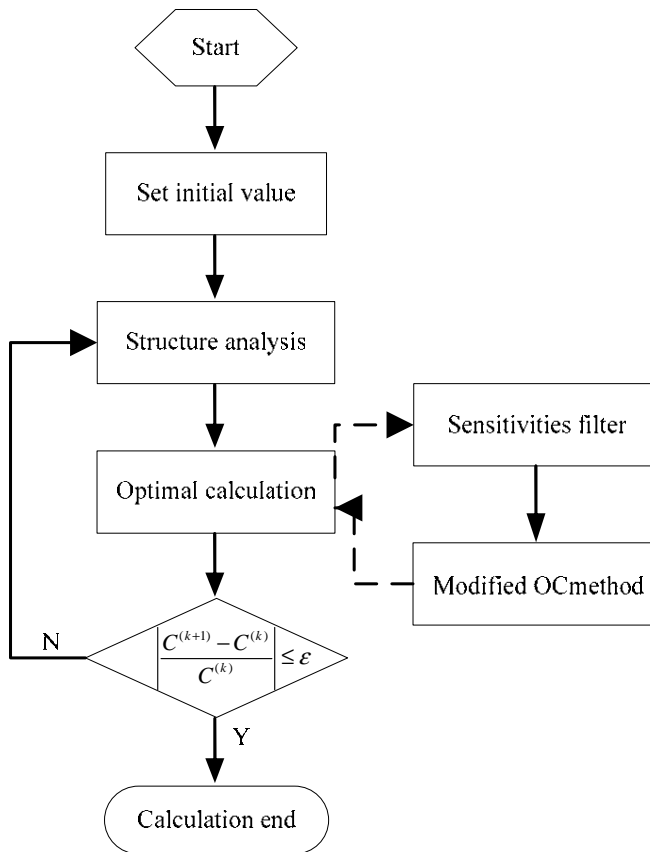 Start
Set initial value
Structure analysis
Sensitivities filter
Optimal calculation
Modified OCmethod
N
|C^(k+1) − C^(k) / C^(k)| ≤ ε
Y
Calculation end